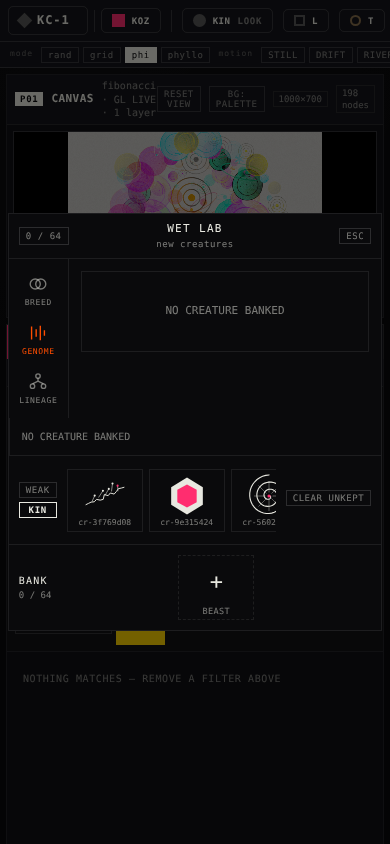 KC-1 KOZ KIN LOOK L T
mode rand grid phi phyllo motion STILL DRIFT RIVER
P01 CANVAS fibonacci · GL LIVE · 1 layer RESET VIEW BG: PALETTE 1000×700 198 nodes
0 / 64 WET LAB ESC
new creatures
BREED
GENOME
LINEAGE
NO CREATURE BANKED
NO CREATURE BANKED
WEAK
KIN
cr-3f769d08 cr-9e315424 cr-5602
CLEAR UNKEPT
BANK
0 / 64
+
BEAST
NOTHING MATCHES — REMOVE A FILTER ABOVE